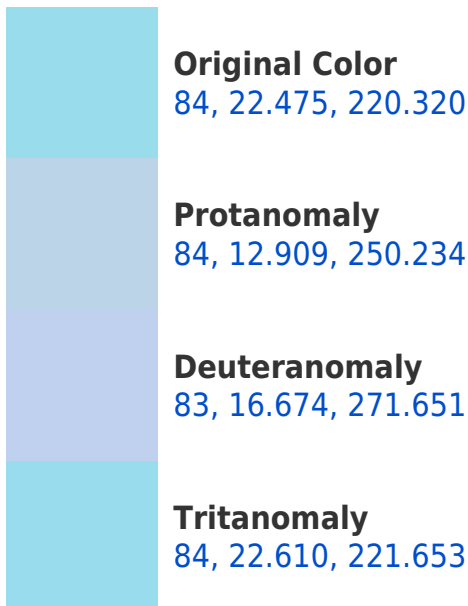 Original Color
84, 22.475, 220.320
Protanomaly
84, 12.909, 250.234
Deuteranomaly
83, 16.674, 271.651
Tritanomaly
84, 22.610, 221.653